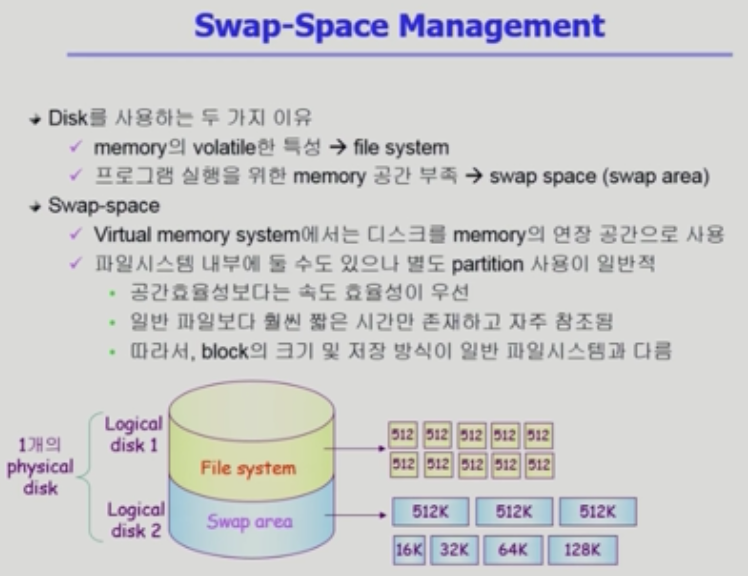 Swap-Space Management
Disk를 사용하는 두 가지 이유
memory의 volatile한 특성 → file system
프로그램 실행을 위한 memory 공간 부족 → swap space (swap area)
Swap-space
Virtual memory system에서는 디스크를 memory의 연장 공간으로 사용
파일시스템 내부에 둘 수도 있으나 별도 partition 사용이 일반적
공간효율성보다는 속도 효율성이 우선
일반 파일보다 훨씬 짧은 시간만 존재하고 자주 참조됨
따라서, block의 크기 및 저장 방식이 일반 파일시스템과 다름
1개의
physical
disk
Logical
disk 1
File system
512 512 512 512 512
512 512 512 512 512
Logical
disk 2
Swap area
512K 512K 512K
16K 32K 64K 128K